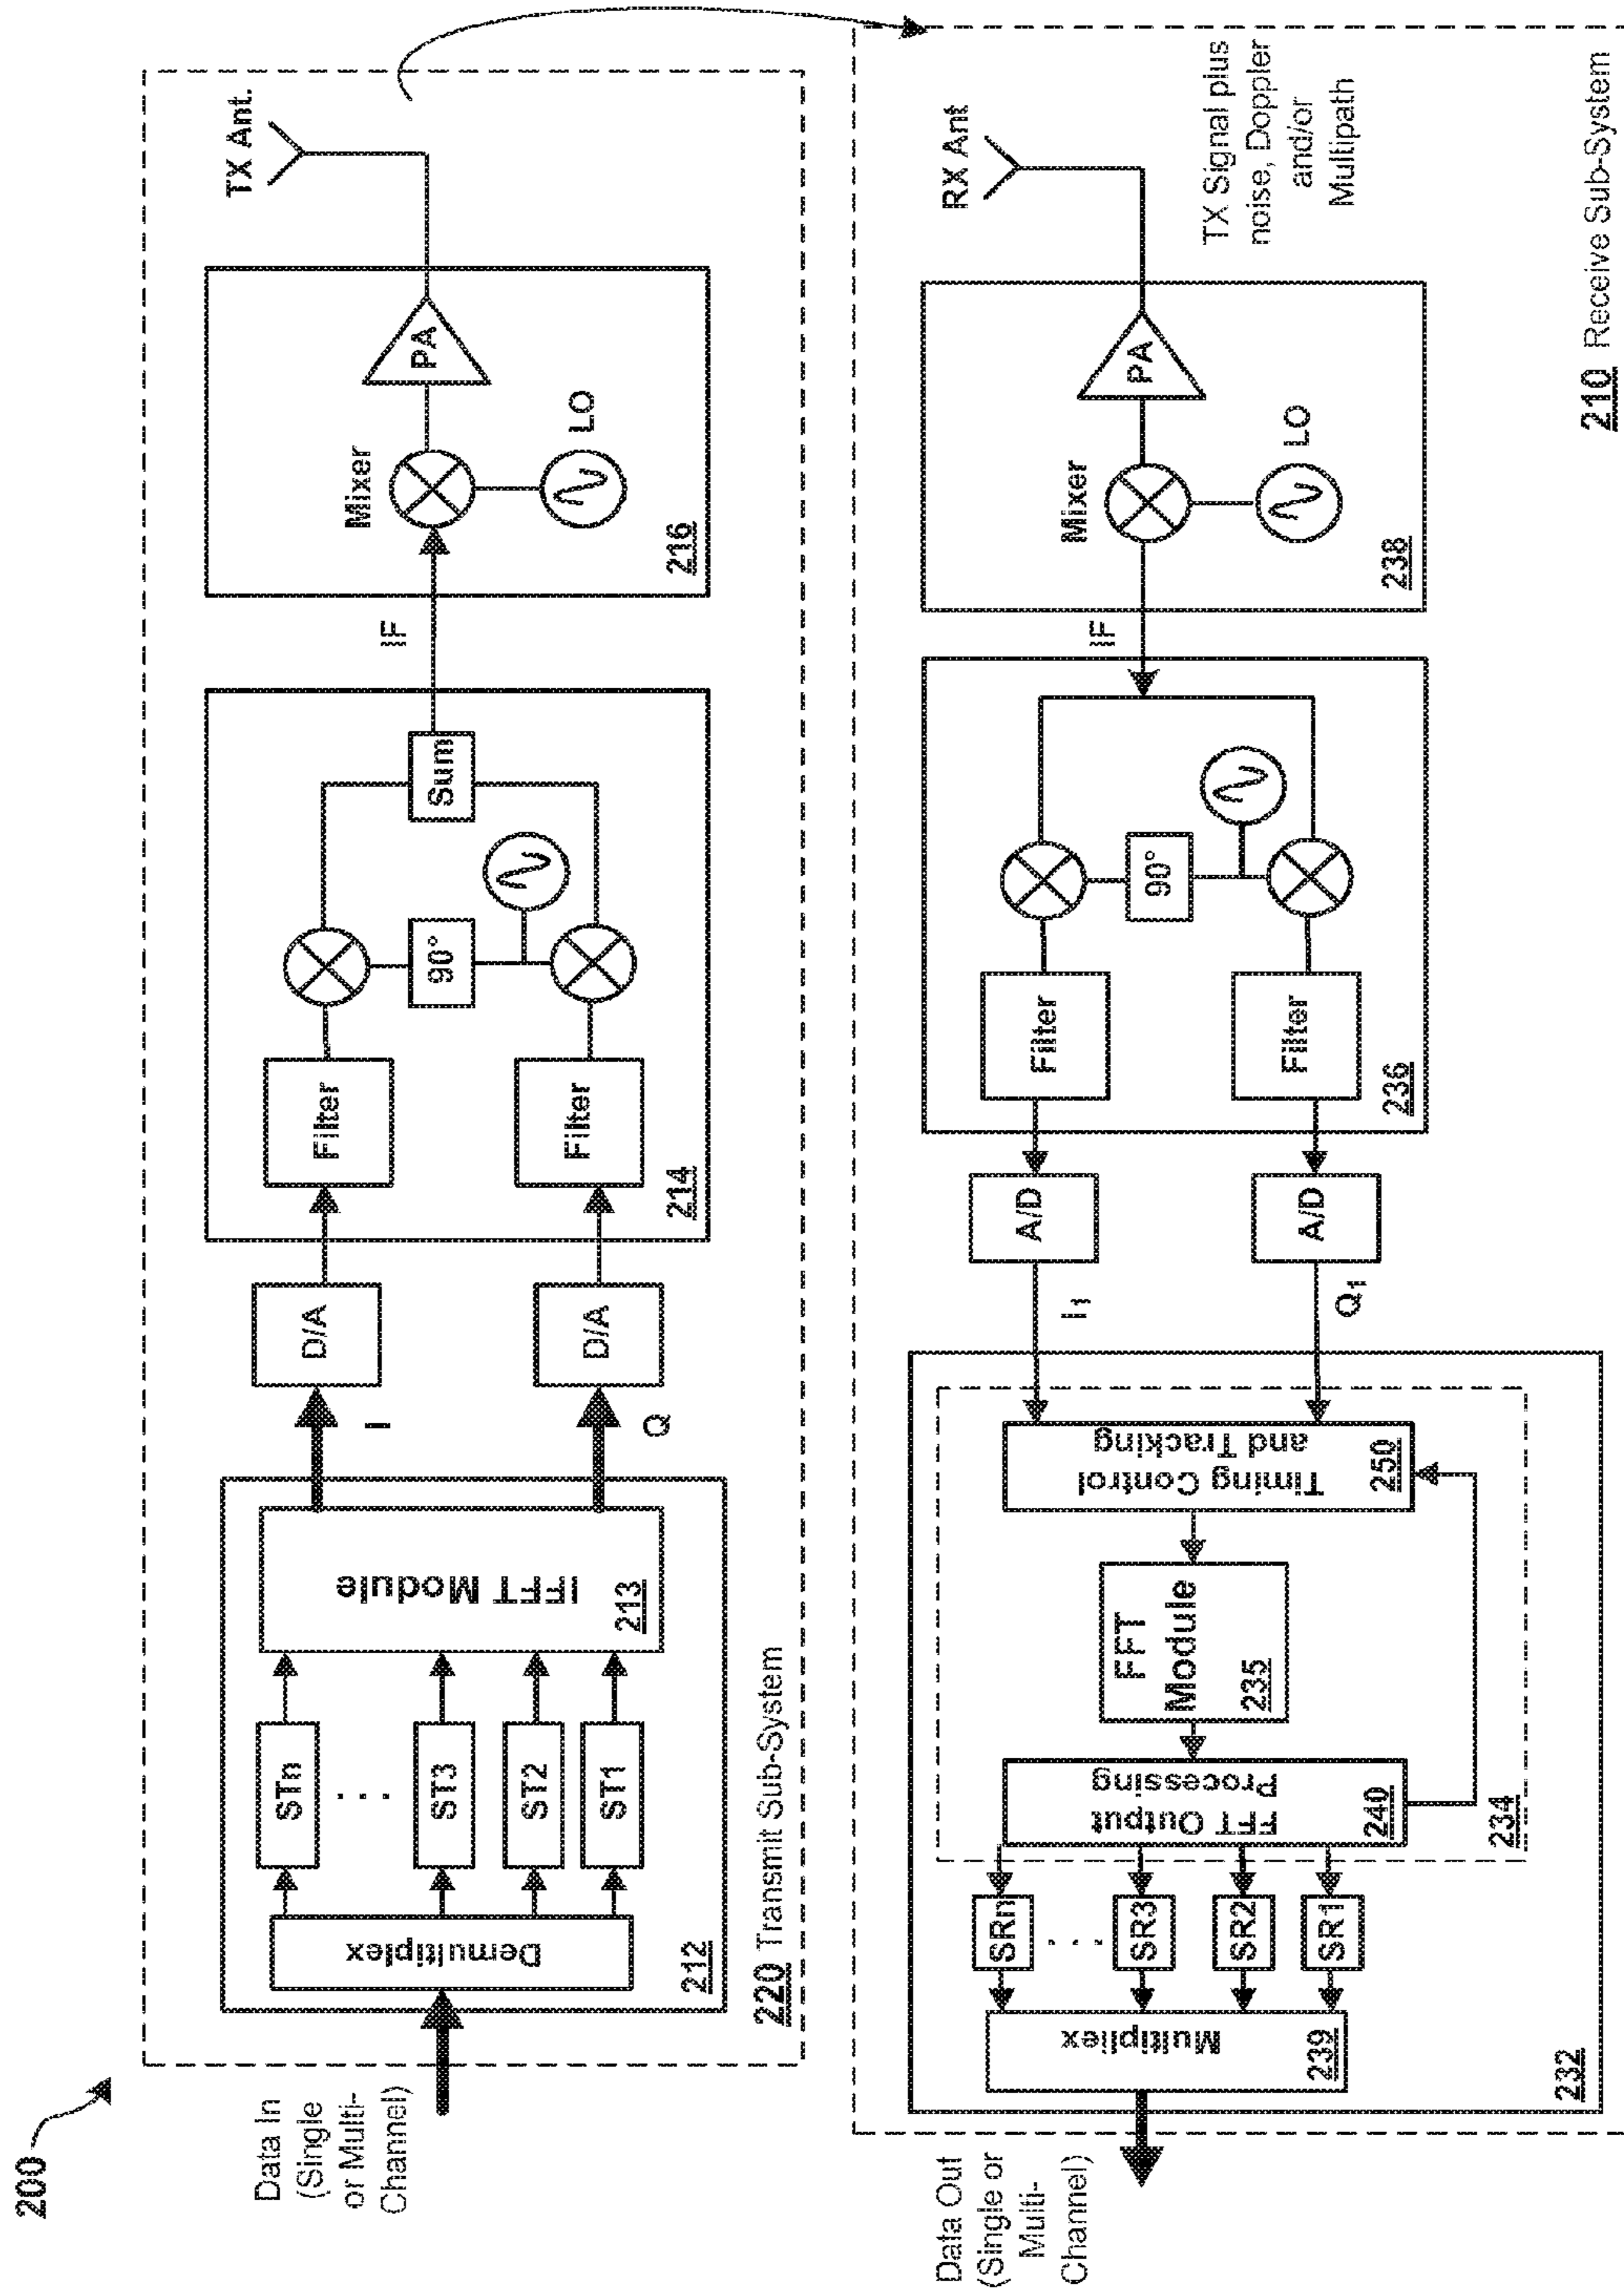 200
Data In
(Single
or Multi-
Channel)
Demultiplex
212
STn
. . .
ST3
ST2
ST1
IFFT Module
213
I
Q
D/A
D/A
Filter
Filter
90°
Sum
214
IF
Mixer
LO
PA
216
TX Ant.
220 Transmit Sub-System
Data Out
(Single or
Multi-
Channel)
Multiplex
239
SRn
. . .
SR3
SR2
SR1
FFT Output
Processing
240
FFT
Module
235
Timing Control
and Tracking
250
234
232
I1
Q1
A/D
A/D
Filter
Filter
90°
236
IF
Mixer
LO
PA
238
RX Ant
TX Signal plus
noise, Doppler
and/or
Multipath
210 Receive Sub-System